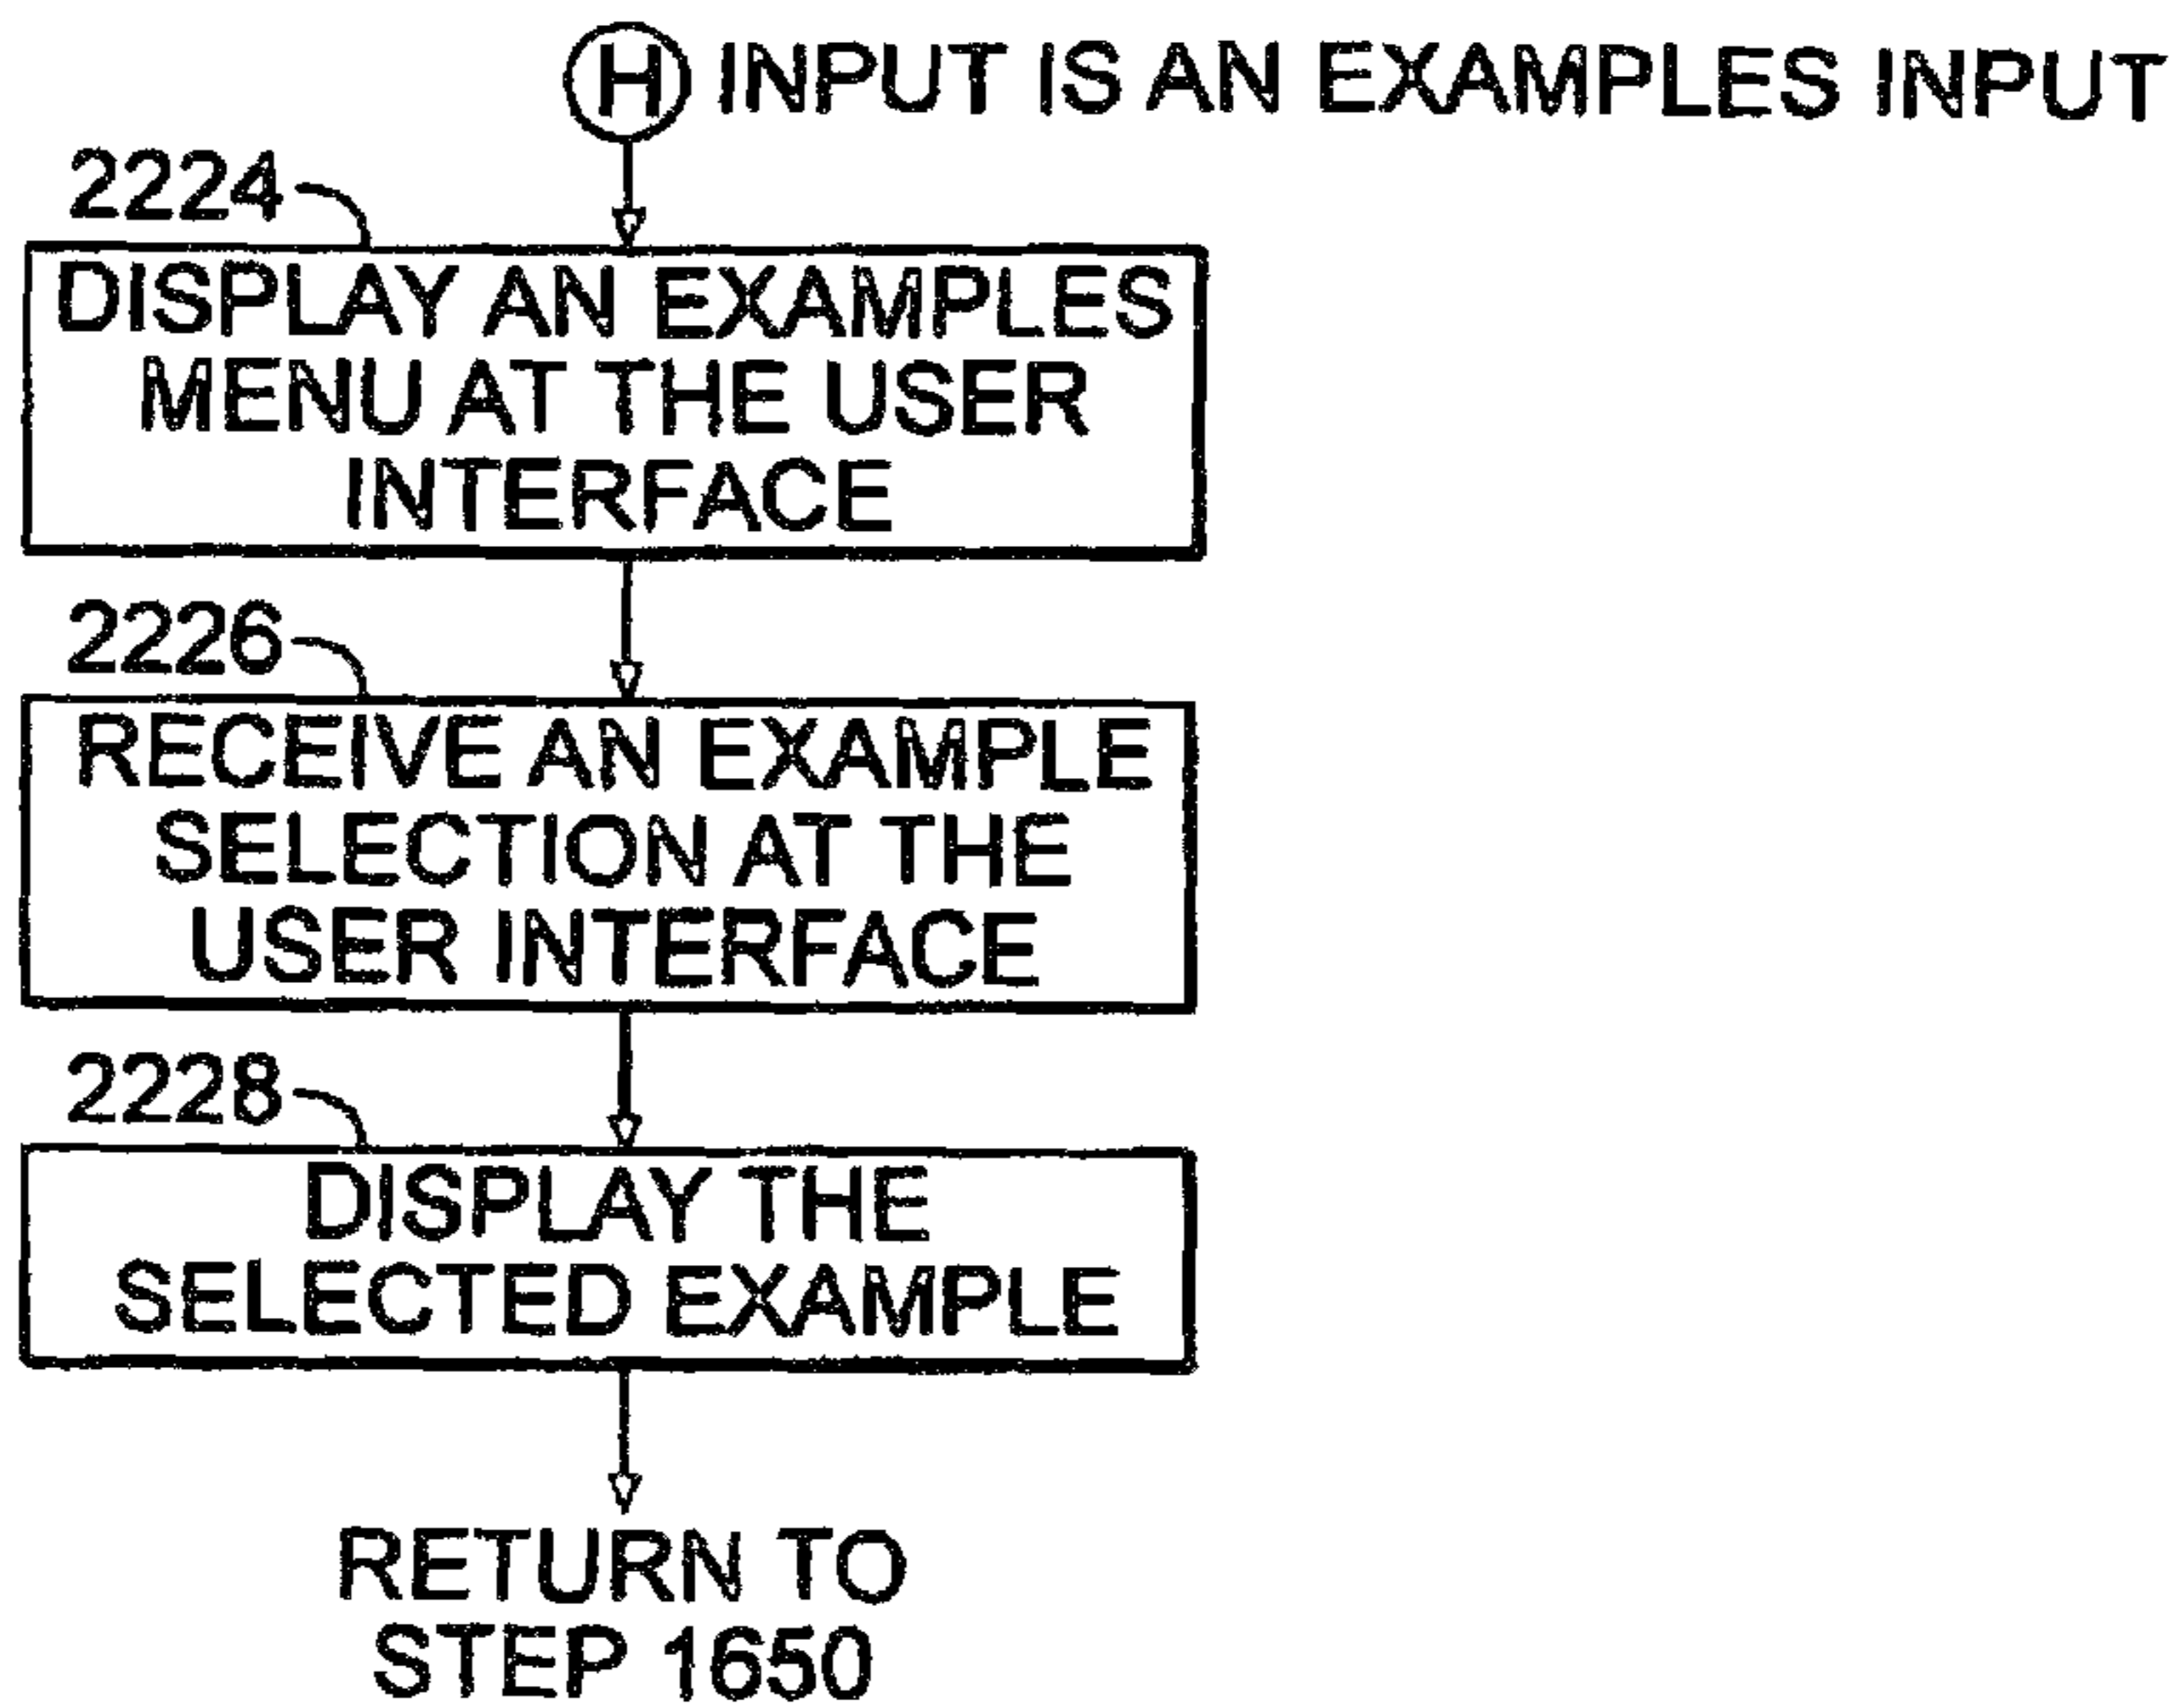 H INPUT IS AN EXAMPLES INPUT
2224
DISPLAY AN EXAMPLES
MENU AT THE USER
INTERFACE
2226
RECEIVE AN EXAMPLE
SELECTION AT THE
USER INTERFACE
2228
DISPLAY THE
SELECTED EXAMPLE
RETURN TO
STEP 1650